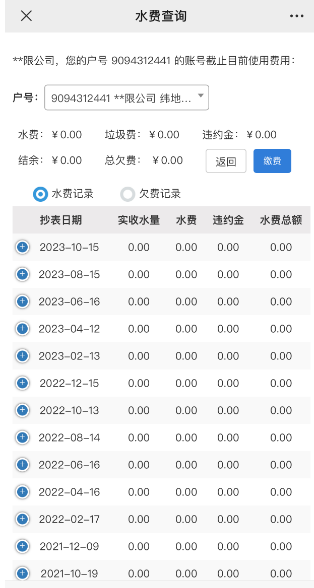 水费查询
**限公司, 您的户号 9094312441 的账号截止目前使用费用:
户号: 9094312441 **限公司 纬地...
水费: ¥0.00 垃圾费: ¥0.00 违约金: ¥0.00
结余: ¥0.00 总欠费: ¥0.00 返回 缴费
水费记录 欠费记录
抄表日期 实收水量 水费 违约金 水费总额
2023-10-15 0.00 0.00 0.00 0.00
2023-08-15 0.00 0.00 0.00 0.00
2023-06-16 0.00 0.00 0.00 0.00
2023-04-12 0.00 0.00 0.00 0.00
2023-02-13 0.00 0.00 0.00 0.00
2022-12-15 0.00 0.00 0.00 0.00
2022-10-13 0.00 0.00 0.00 0.00
2022-08-14 0.00 0.00 0.00 0.00
2022-06-16 0.00 0.00 0.00 0.00
2022-04-16 0.00 0.00 0.00 0.00
2022-02-17 0.00 0.00 0.00 0.00
2021-12-09 0.00 0.00 0.00 0.00
2021-10-19 0.00 0.00 0.00 0.00